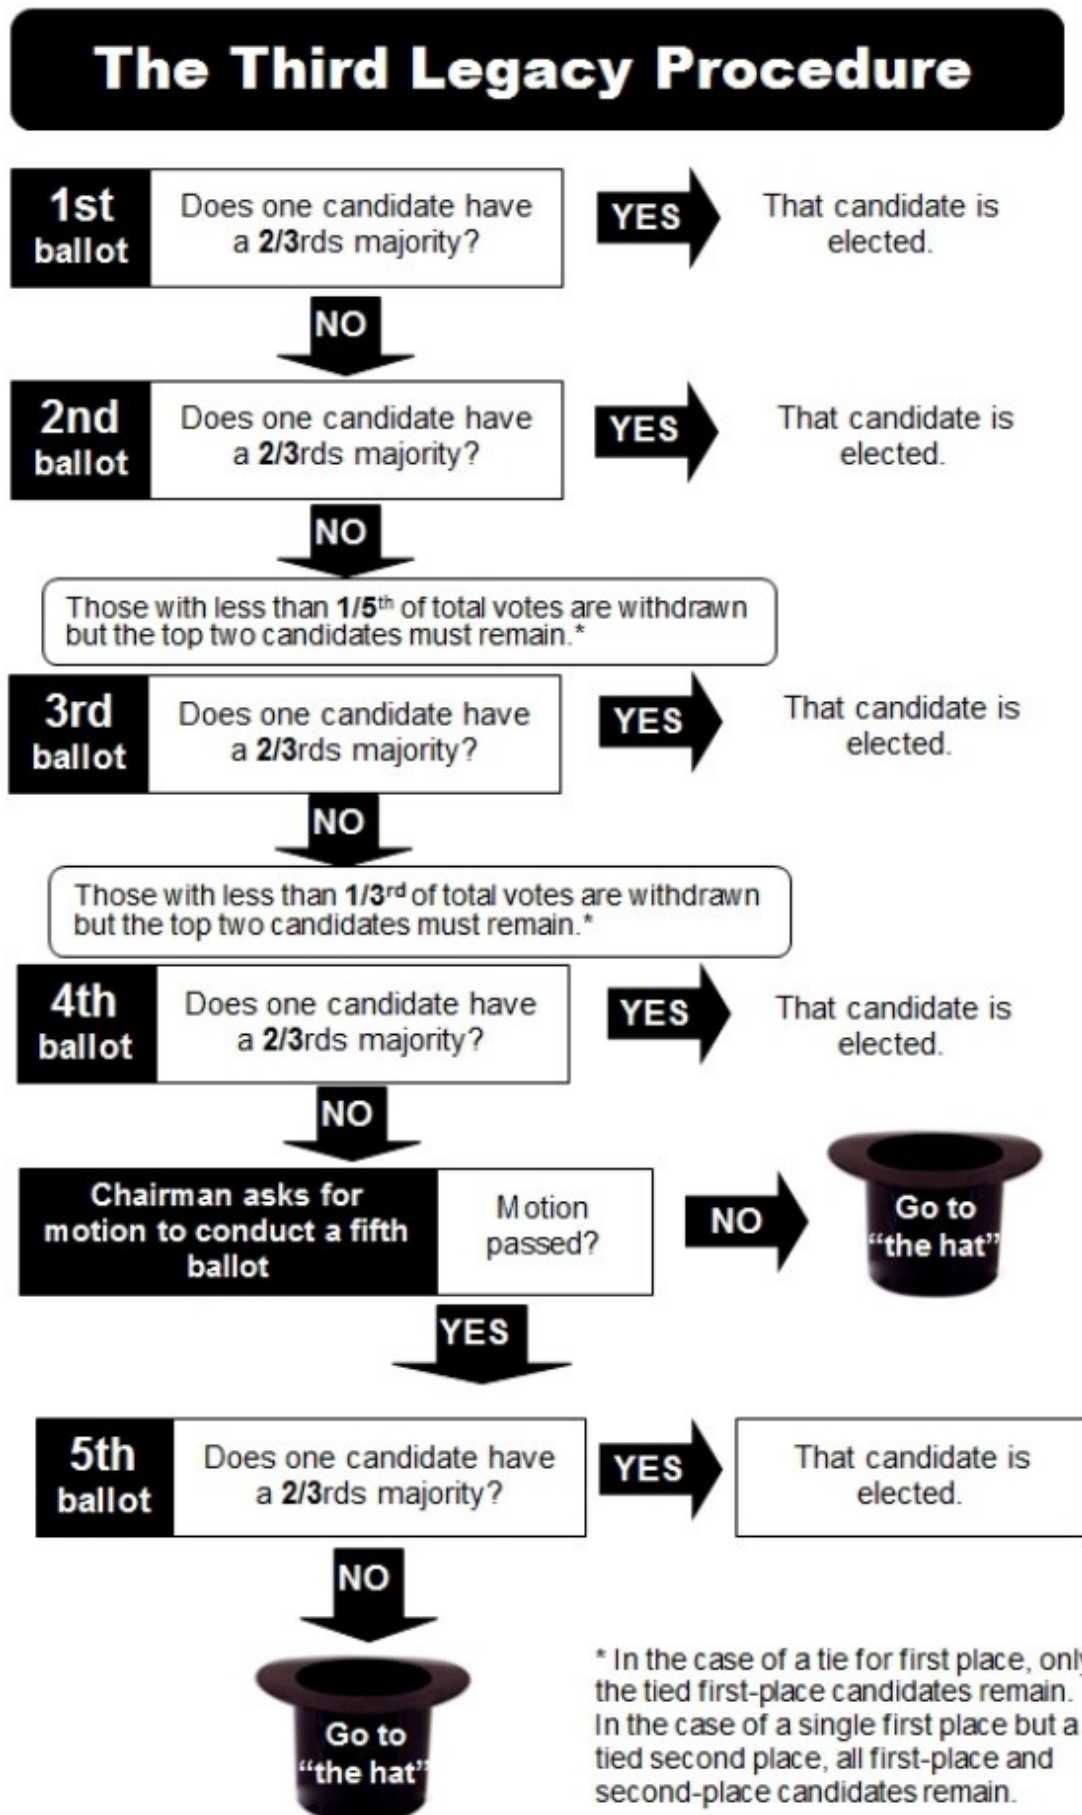 The Third Legacy Procedure
1st
ballot
Does one candidate have
a 2/3rds majority?
YES
That candidate is
elected.
NO
2nd
ballot
Does one candidate have
a 2/3rds majority?
YES
That candidate is
elected.
NO
Those with less than 1/5th of total votes are withdrawn
but the top two candidates must remain.*
3rd
ballot
Does one candidate have
a 2/3rds majority?
YES
That candidate is
elected.
NO
Those with less than 1/3rd of total votes are withdrawn
but the top two candidates must remain.*
4th
ballot
Does one candidate have
a 2/3rds majority?
YES
That candidate is
elected.
NO
Chairman asks for
motion to conduct a fifth
ballot
Motion
passed?
NO
Go to
“the hat”
YES
5th
ballot
Does one candidate have
a 2/3rds majority?
YES
That candidate is
elected.
NO
Go to
“the hat”
* In the case of a tie for first place, only
the tied first-place candidates remain.
In the case of a single first place but a
tied second place, all first-place and
second-place candidates remain.